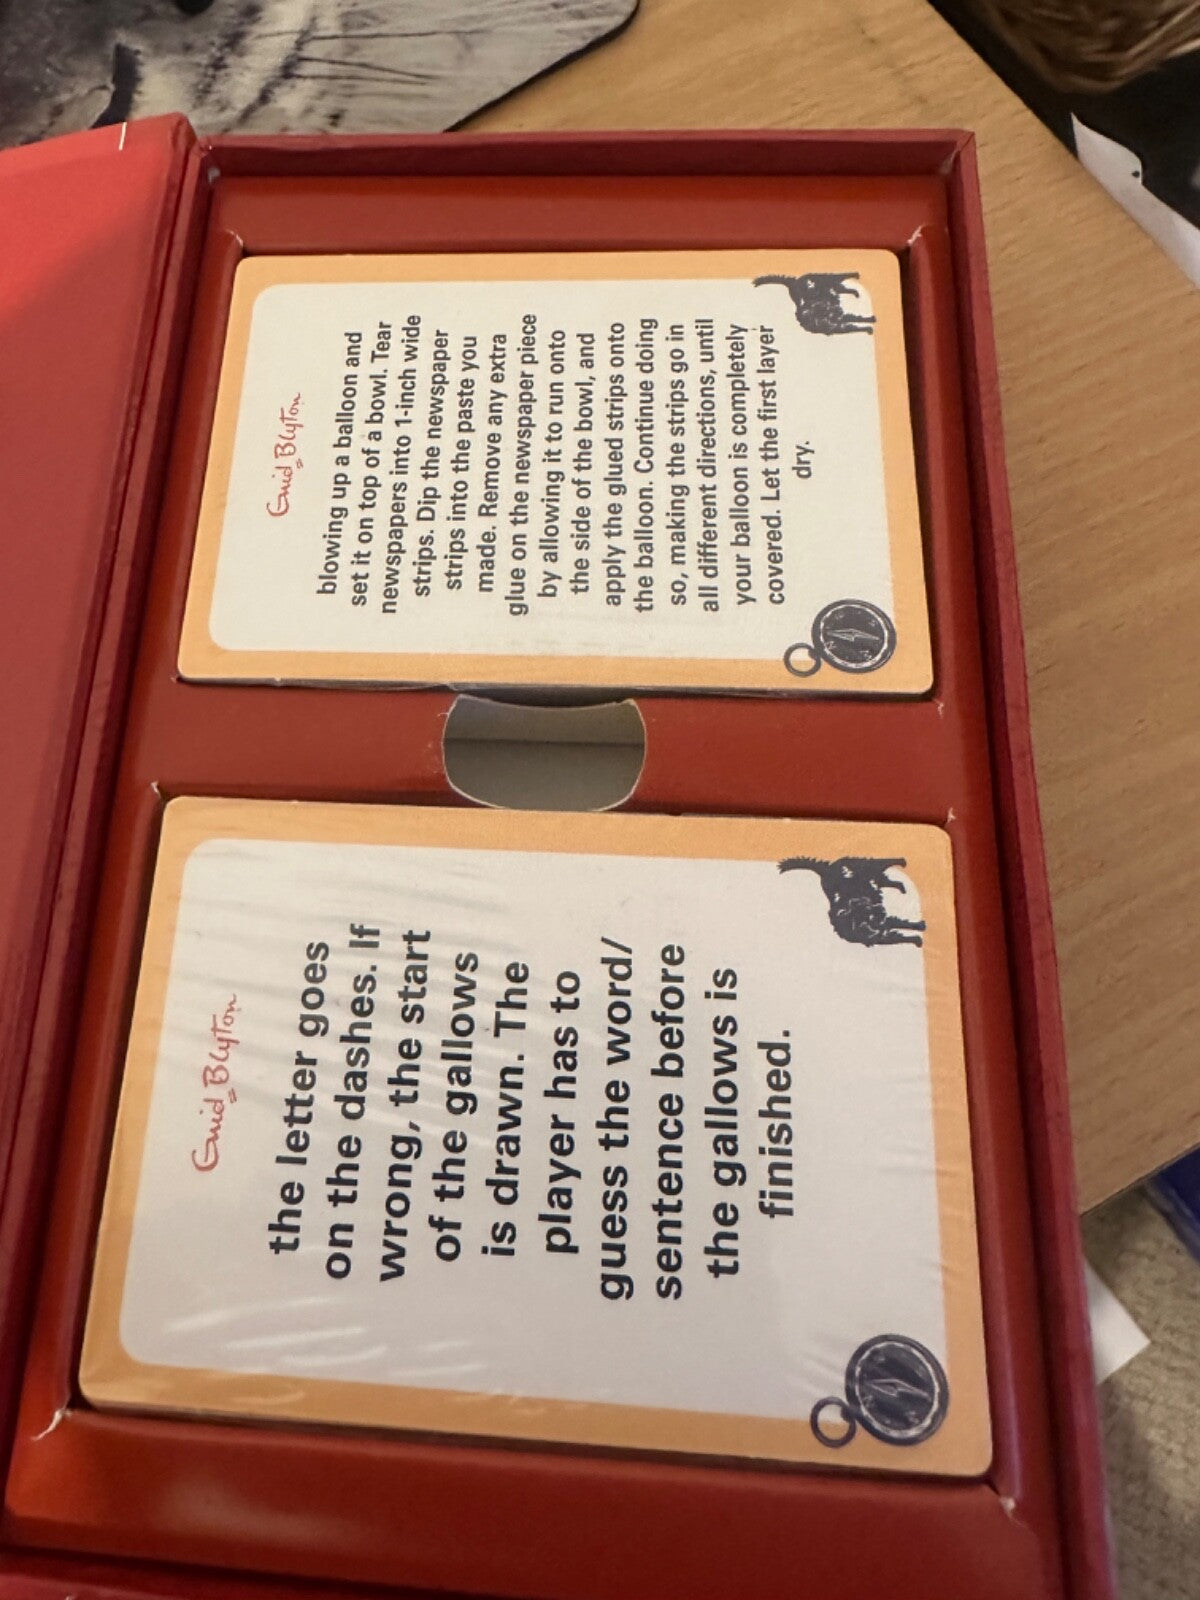 Enid Blyton
the letter goes
on the dashes. If
wrong, the start
of the gallows
is drawn. The
player has to
guess the word/
sentence before
the gallows is
finished.
Enid Blyton
blowing up a balloon and
set it on top of a bowl. Tear
newspapers into 1-inch wide
strips. Dip the newspaper
strips into the paste you
made. Remove any extra
glue on the newspaper piece
by allowing it to run onto
the side of the bowl, and
apply the glued strips onto
the balloon. Continue doing
so, making the strips go in
all different directions, until
your balloon is completely
covered. Let the first layer
dry.